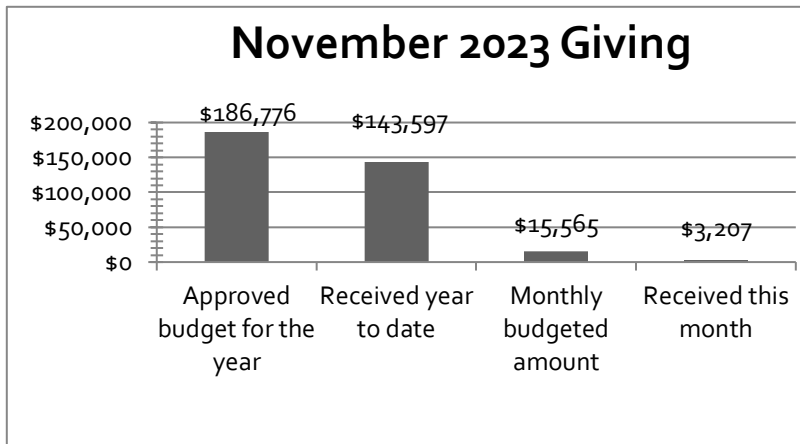 November 2023 Giving
$200,000
$150,000
$100,000
$50,000
$0
$186,776
$143,597
$15,565
$3,207
Approved
budget for the
year
Received year
to date
Monthly
budgeted
amount
Received this
month